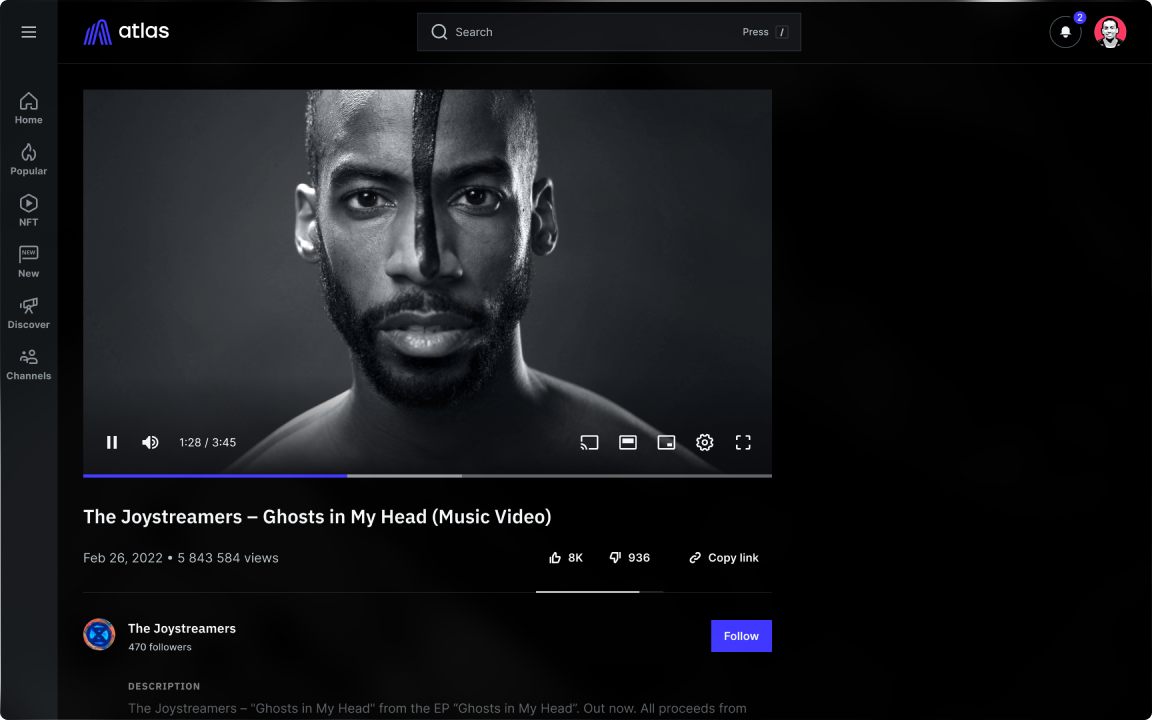 atlas
Search
Press /
2
Home
Popular
NFT
NEW
New
Discover
Channels
1:28 / 3:45
The Joystreamers – Ghosts in My Head (Music Video)
Feb 26, 2022 • 5 843 584 views
8K
936
Copy link
The Joystreamers
470 followers
Follow
DESCRIPTION
The Joystreamers – "Ghosts in My Head" from the EP "Ghosts in My Head". Out now. All proceeds from